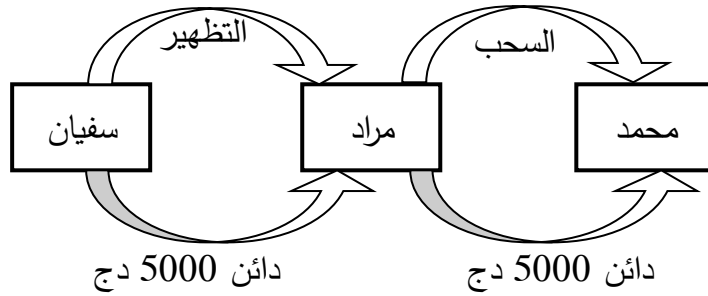 السحب التظهير
محمد مراد سفيان
دائن 5000 دج دائن 5000 دج